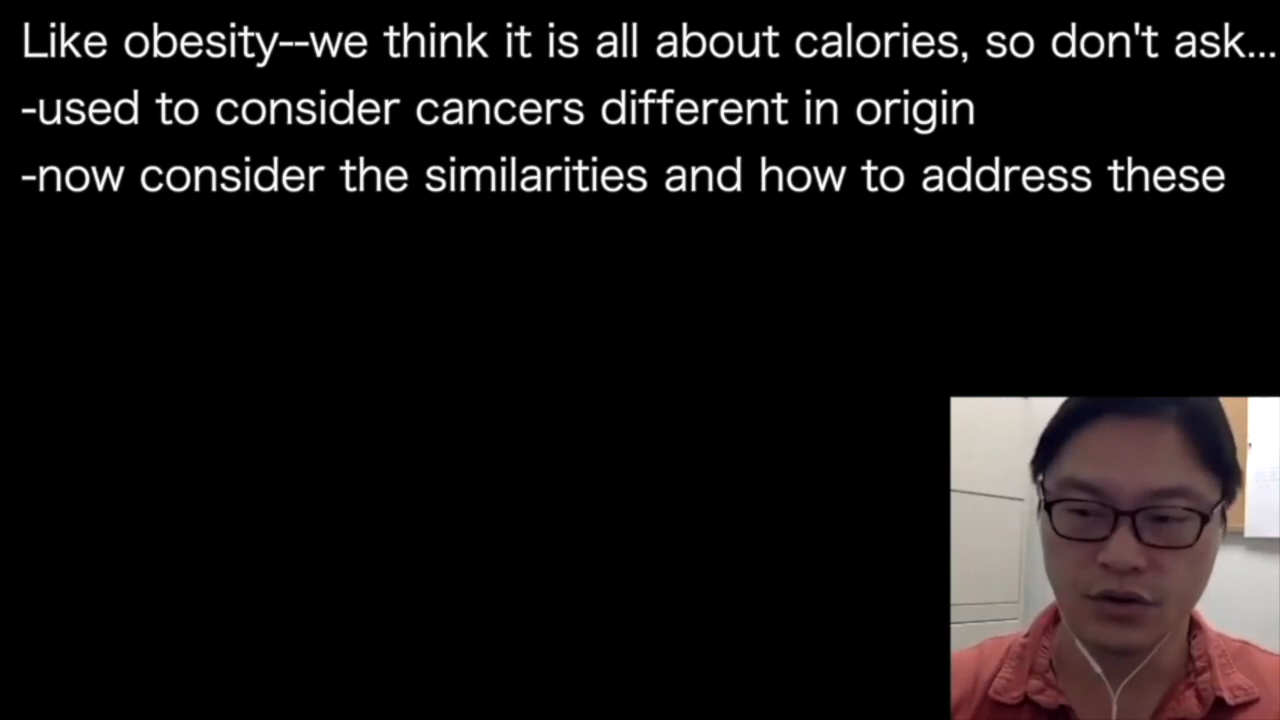 Like obesity--we think it is all about calories, so don't ask...
-used to consider cancers different in origin
-now consider the similarities and how to address these